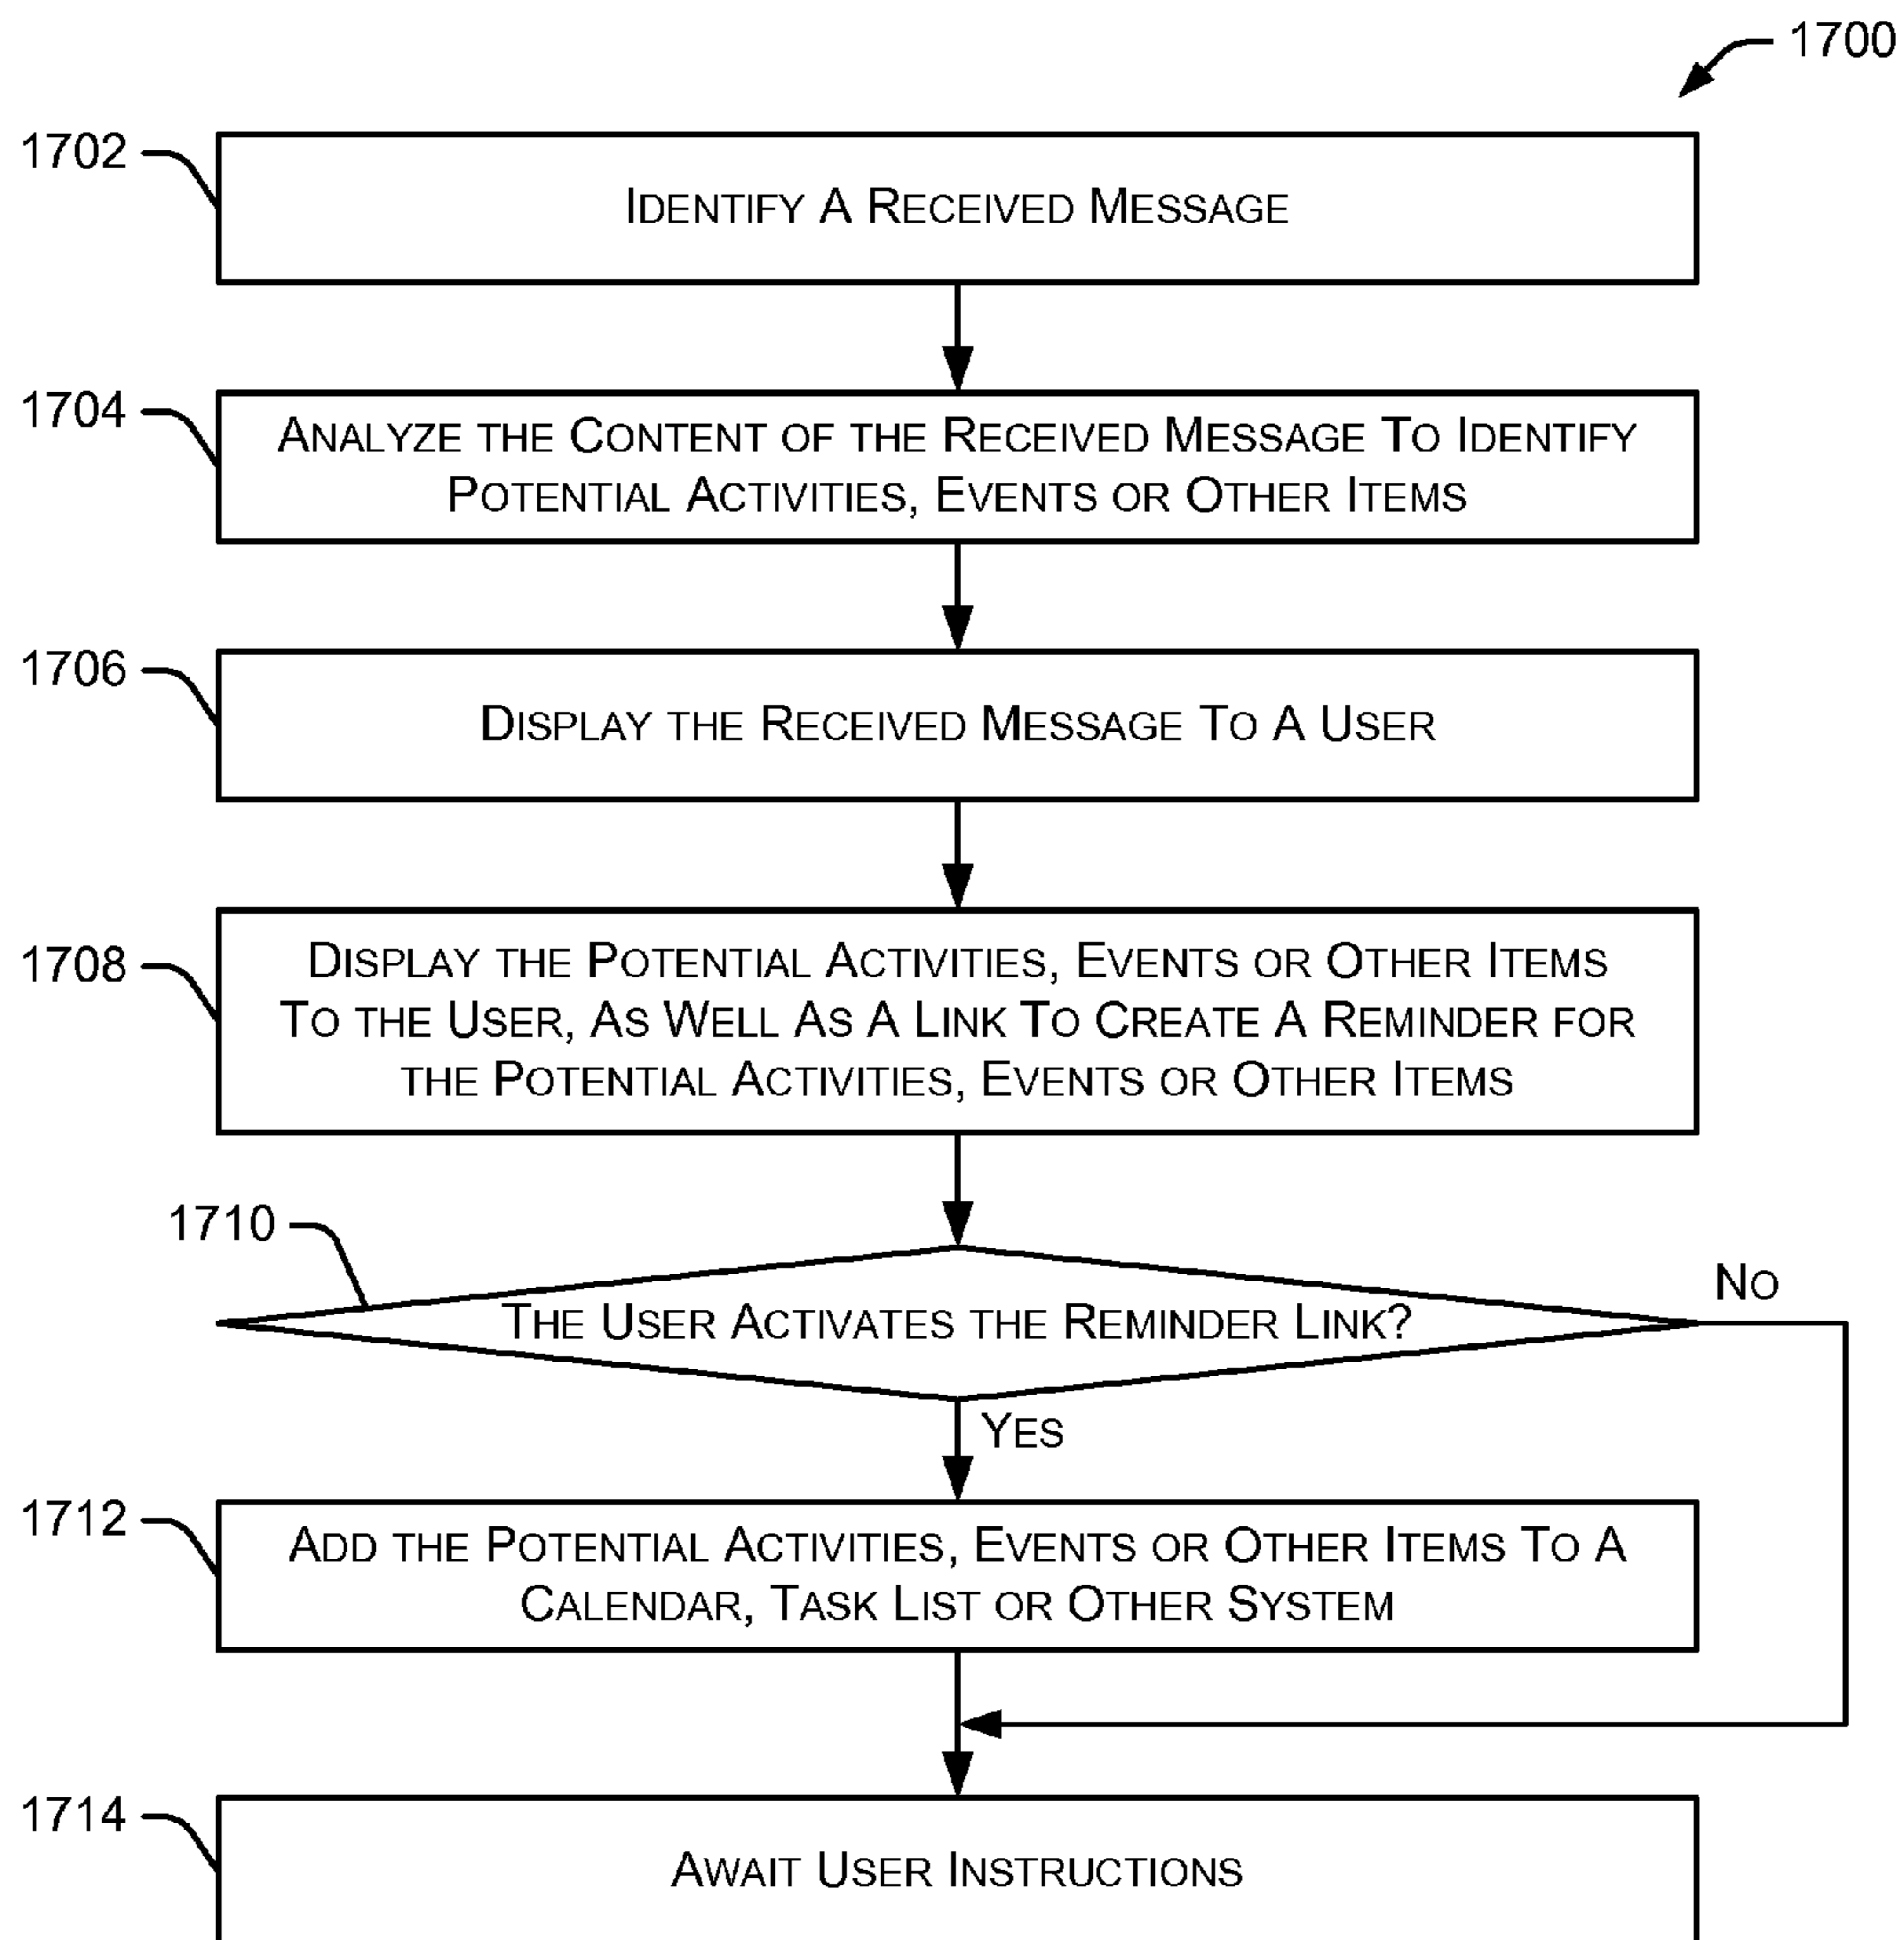 1700
1702
IDENTIFY A RECEIVED MESSAGE
1704
ANALYZE THE CONTENT OF THE RECEIVED MESSAGE TO IDENTIFY
POTENTIAL ACTIVITIES, EVENTS OR OTHER ITEMS
1706
DISPLAY THE RECEIVED MESSAGE TO A USER
1708
DISPLAY THE POTENTIAL ACTIVITIES, EVENTS OR OTHER ITEMS
TO THE USER, AS WELL AS A LINK TO CREATE A REMINDER FOR
THE POTENTIAL ACTIVITIES, EVENTS OR OTHER ITEMS
1710
THE USER ACTIVATES THE REMINDER LINK?
NO
YES
1712
ADD THE POTENTIAL ACTIVITIES, EVENTS OR OTHER ITEMS TO A
CALENDAR, TASK LIST OR OTHER SYSTEM
1714
AWAIT USER INSTRUCTIONS